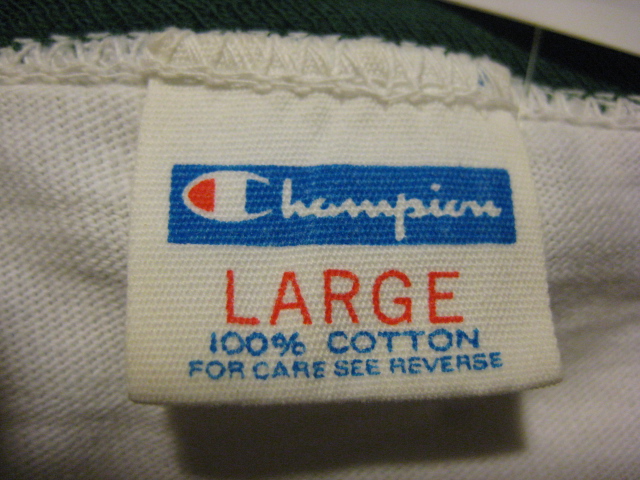 Champion
LARGE
100% COTTON
FOR CARE SEE REVERSE